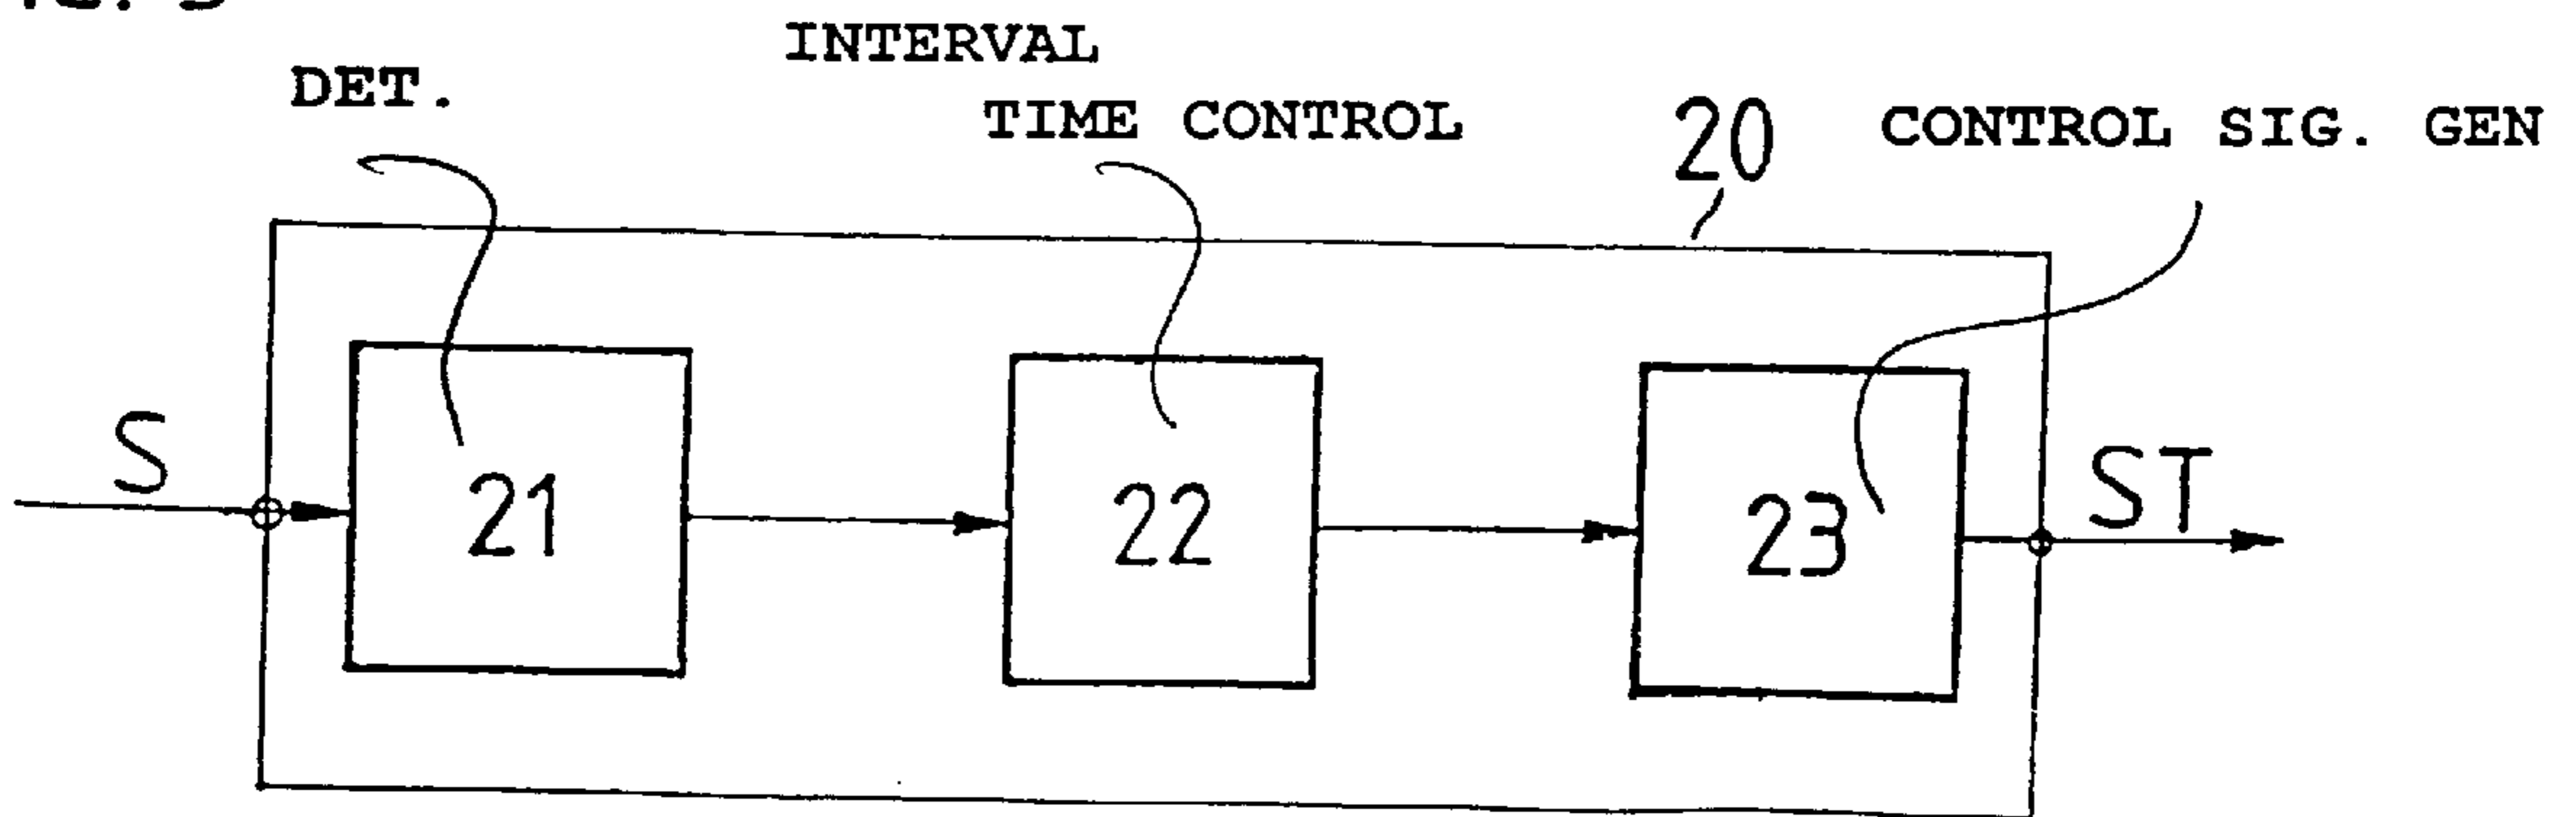 INTERVAL
DET.
TIME CONTROL
20
CONTROL SIG. GEN
S
21
22
23
ST